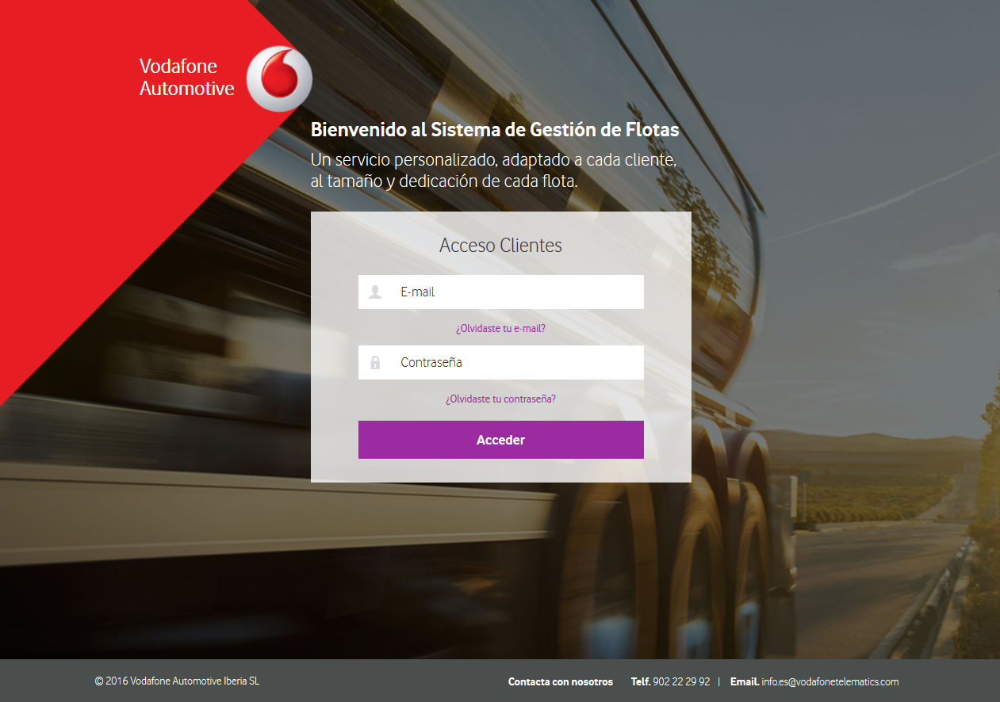 Vodafone
Automotive
Bienvenido al Sistema de Gestión de Flotas
Un servicio personalizado, adaptado a cada cliente,
al tamaño y dedicación de cada flota.
Acceso Clientes
E-mail
¿Olvidaste tu e-mail?
Contraseña
¿Olvidaste tu contraseña?
Acceder
© 2016 Vodafone Automotive Iberia SL
Contacta con nosotros Telf. 902 22 29 92 | Email. info.es@vodafonetelematics.com